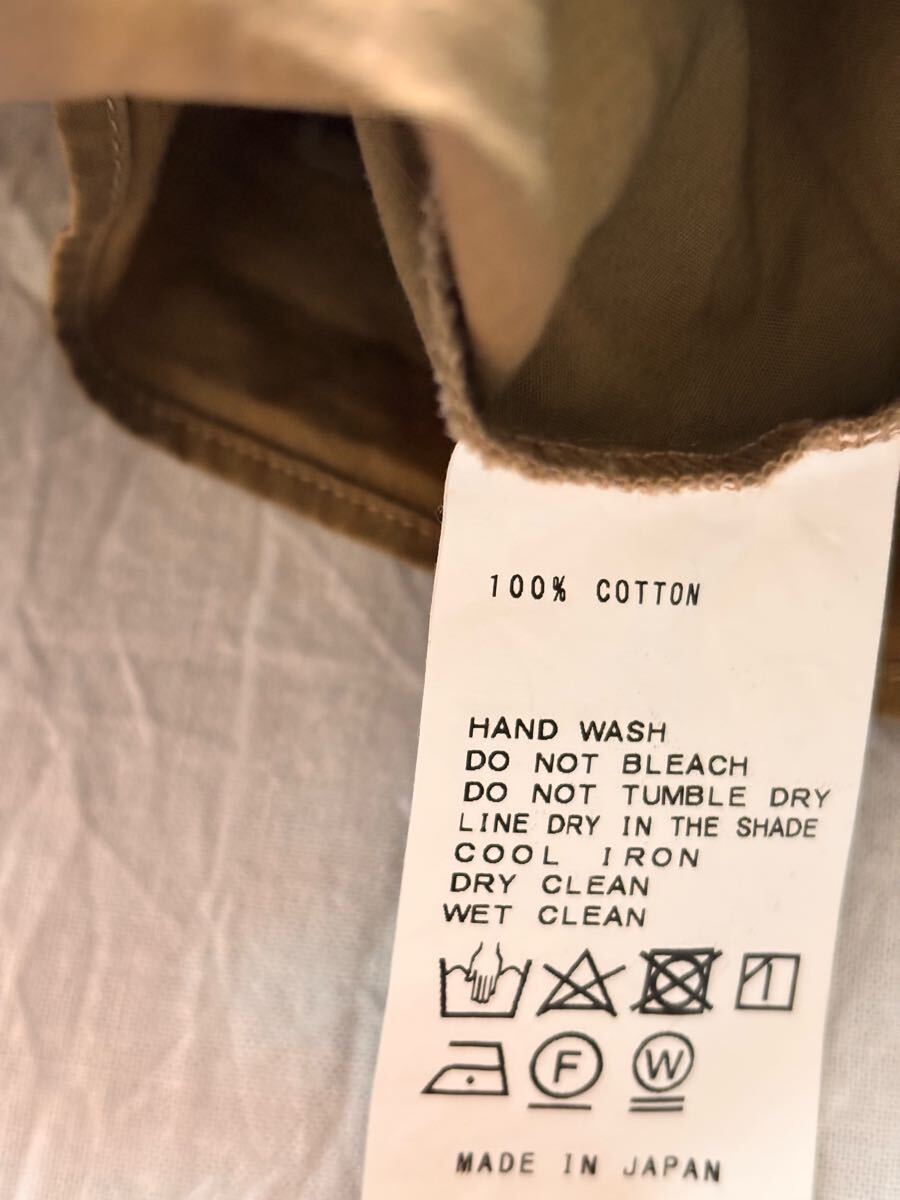 100% COTTON
HAND WASH
DO NOT BLEACH
DO NOT TUMBLE DRY
LINE DRY IN THE SHADE
COOL IRON
DRY CLEAN
WET CLEAN
F W
MADE IN JAPAN